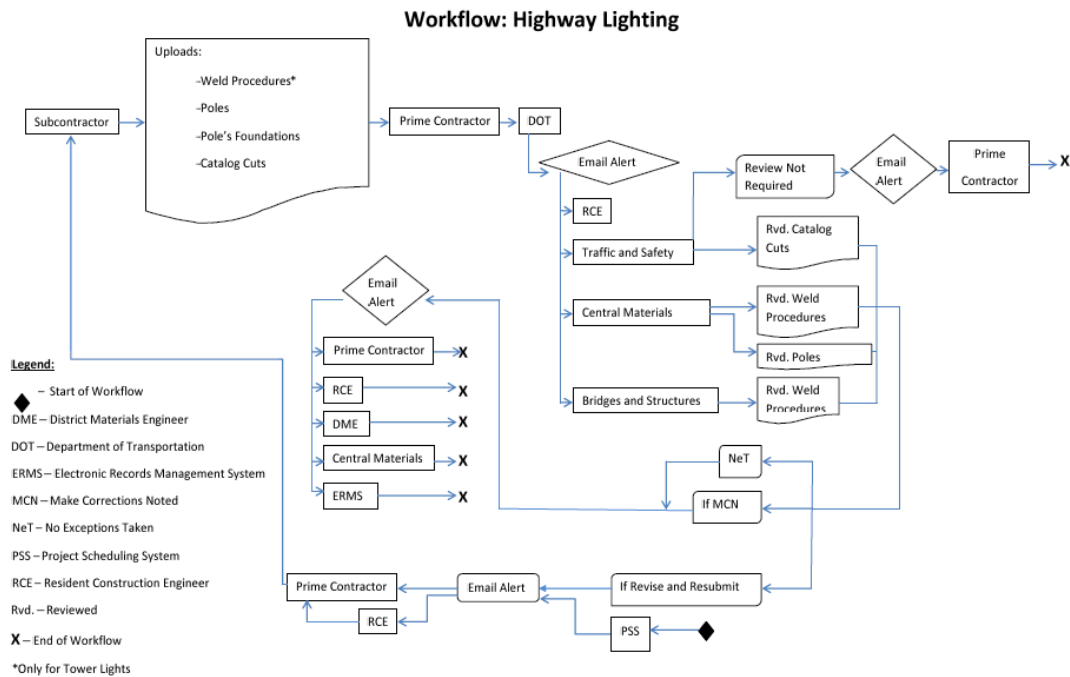 Workflow: Highway Lighting
Uploads:
-Weld Procedures*
-Poles
-Pole's Foundations
-Catalog Cuts
Subcontractor
Prime Contractor
DOT
Email Alert
RCE
Traffic and Safety
Central Materials
Bridges and Structures
Review Not
Required
Email
Alert
Prime
Contractor
X
Rvd. Catalog
Cuts
Rvd. Weld
Procedures
Rvd. Poles
Rvd. Weld
Procedures
Email
Alert
Prime Contractor
X
RCE
X
DME
X
Central Materials
X
ERMS
X
NeT
If MCN
If Revise and Resubmit
Email Alert
Prime Contractor
RCE
PSS
Legend:
– Start of Workflow
DME – District Materials Engineer
DOT – Department of Transportation
ERMS – Electronic Records Management System
MCN – Make Corrections Noted
NeT – No Exceptions Taken
PSS – Project Scheduling System
RCE – Resident Construction Engineer
Rvd. – Reviewed
X – End of Workflow
*Only for Tower Lights